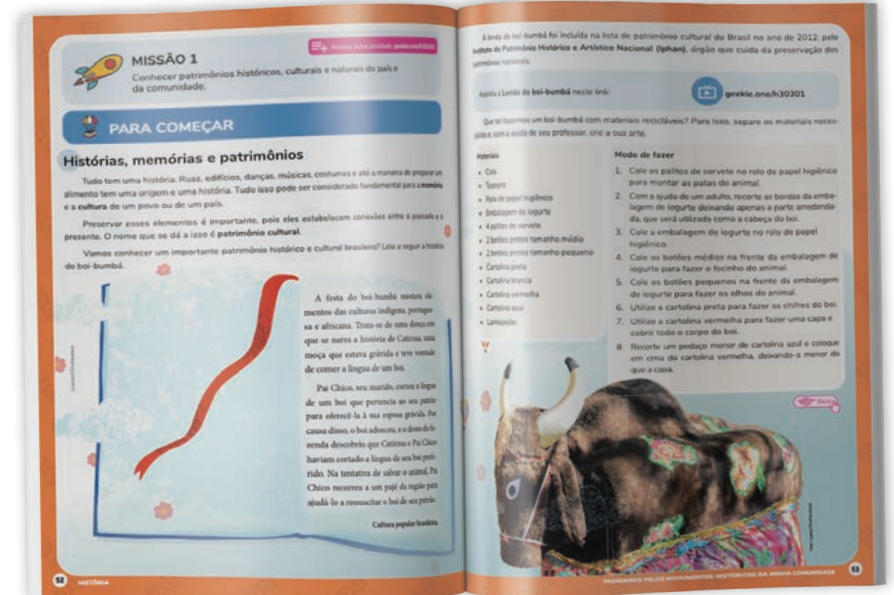 Acesse esta atividade geekie.one/h30301
MISSÃO 1
Conhecer patrimônios históricos, culturais e naturais do país e
da comunidade.
PARA COMEÇAR
Histórias, memórias e patrimônios
Tudo tem uma história. Ruas, edifícios, danças, músicas, costumes e até a maneira de preparar um
alimento tem uma origem e uma história. Tudo isso pode ser considerado fundamental para a memória
e a cultura de um povo ou de um país.
Preservar esses elementos é importante, pois eles estabelecem conexões entre o passado e o
presente. O nome que se dá a isso é patrimônio cultural.
Vamos conhecer um importante patrimônio histórico e cultural brasileiro? Leia a seguir a história
do boi-bumbá.
A festa do boi-bumbá mistura ele-
mentos das culturas indígena, portugue-
sa e africana. Trata-se de uma dança em
que se narra a história de Catirina, uma
moça que estava grávida e teve vontade
de comer a língua de um boi.
Pai Chico, seu marido, cortou a língua
de um boi que pertencia ao seu patrão
para oferecê-la à sua esposa grávida. Por
causa disso, o boi adoeceu, e o dono da fa-
zenda descobriu que Catirina e Pai Chico
haviam cortado a língua de seu boi prefe-
rido. Na tentativa de salvar o animal, Pai
Chico recorreu a um pajé da região para
ajudá-lo a ressuscitar o boi de seu patrão.
Cultura popular brasileira.
52 HISTÓRIA
A lenda do boi-bumbá foi incluída na lista de patrimônio cultural do Brasil no ano de 2012, pelo
Instituto do Patrimônio Histórico e Artístico Nacional (Iphan), órgão que cuida da preservação dos
patrimônios nacionais.
Assista a Lenda do boi-bumbá neste link:
geekie.one/h30301
Que tal fazermos um boi-bumbá com materiais recicláveis? Para isso, separe os materiais neces-
sários e, com a ajuda de seu professor, crie a sua arte.
Materiais
• Cola
• Tesoura
• Rolo de papel higiênico
• Embalagem de iogurte
• 4 palitos de sorvete
• 2 botões pretos tamanho médio
• 2 botões pretos tamanho pequeno
• Cartolina preta
• Cartolina branca
• Cartolina vermelha
• Cartolina azul
• Lantejoulas
Modo de fazer
1. Cole os palitos de sorvete no rolo de papel higiênico
para montar as patas do animal.
2. Com a ajuda de um adulto, recorte as bordas da emba-
lagem de iogurte deixando apenas a parte arredonda-
da, que será utilizada como a cabeça do boi.
3. Cole a embalagem de iogurte no rolo de papel
higiênico.
4. Cole os botões médios na frente da embalagem de
iogurte para fazer o focinho do animal.
5. Cole os botões pequenos na frente da embalagem
de iogurte para fazer os olhos do animal.
6. Utilize a cartolina preta para fazer os chifres do boi.
7. Utilize a cartolina vermelha para fazer uma capa e
cobrir todo o corpo do boi.
8. Recorte um pedaço menor de cartolina azul e coloque
em cima da cartolina vermelha, deixando-a menor do
que a capa.
PASSEANDO PELOS MONUMENTOS HISTÓRICOS DA MINHA COMUNIDADE 53